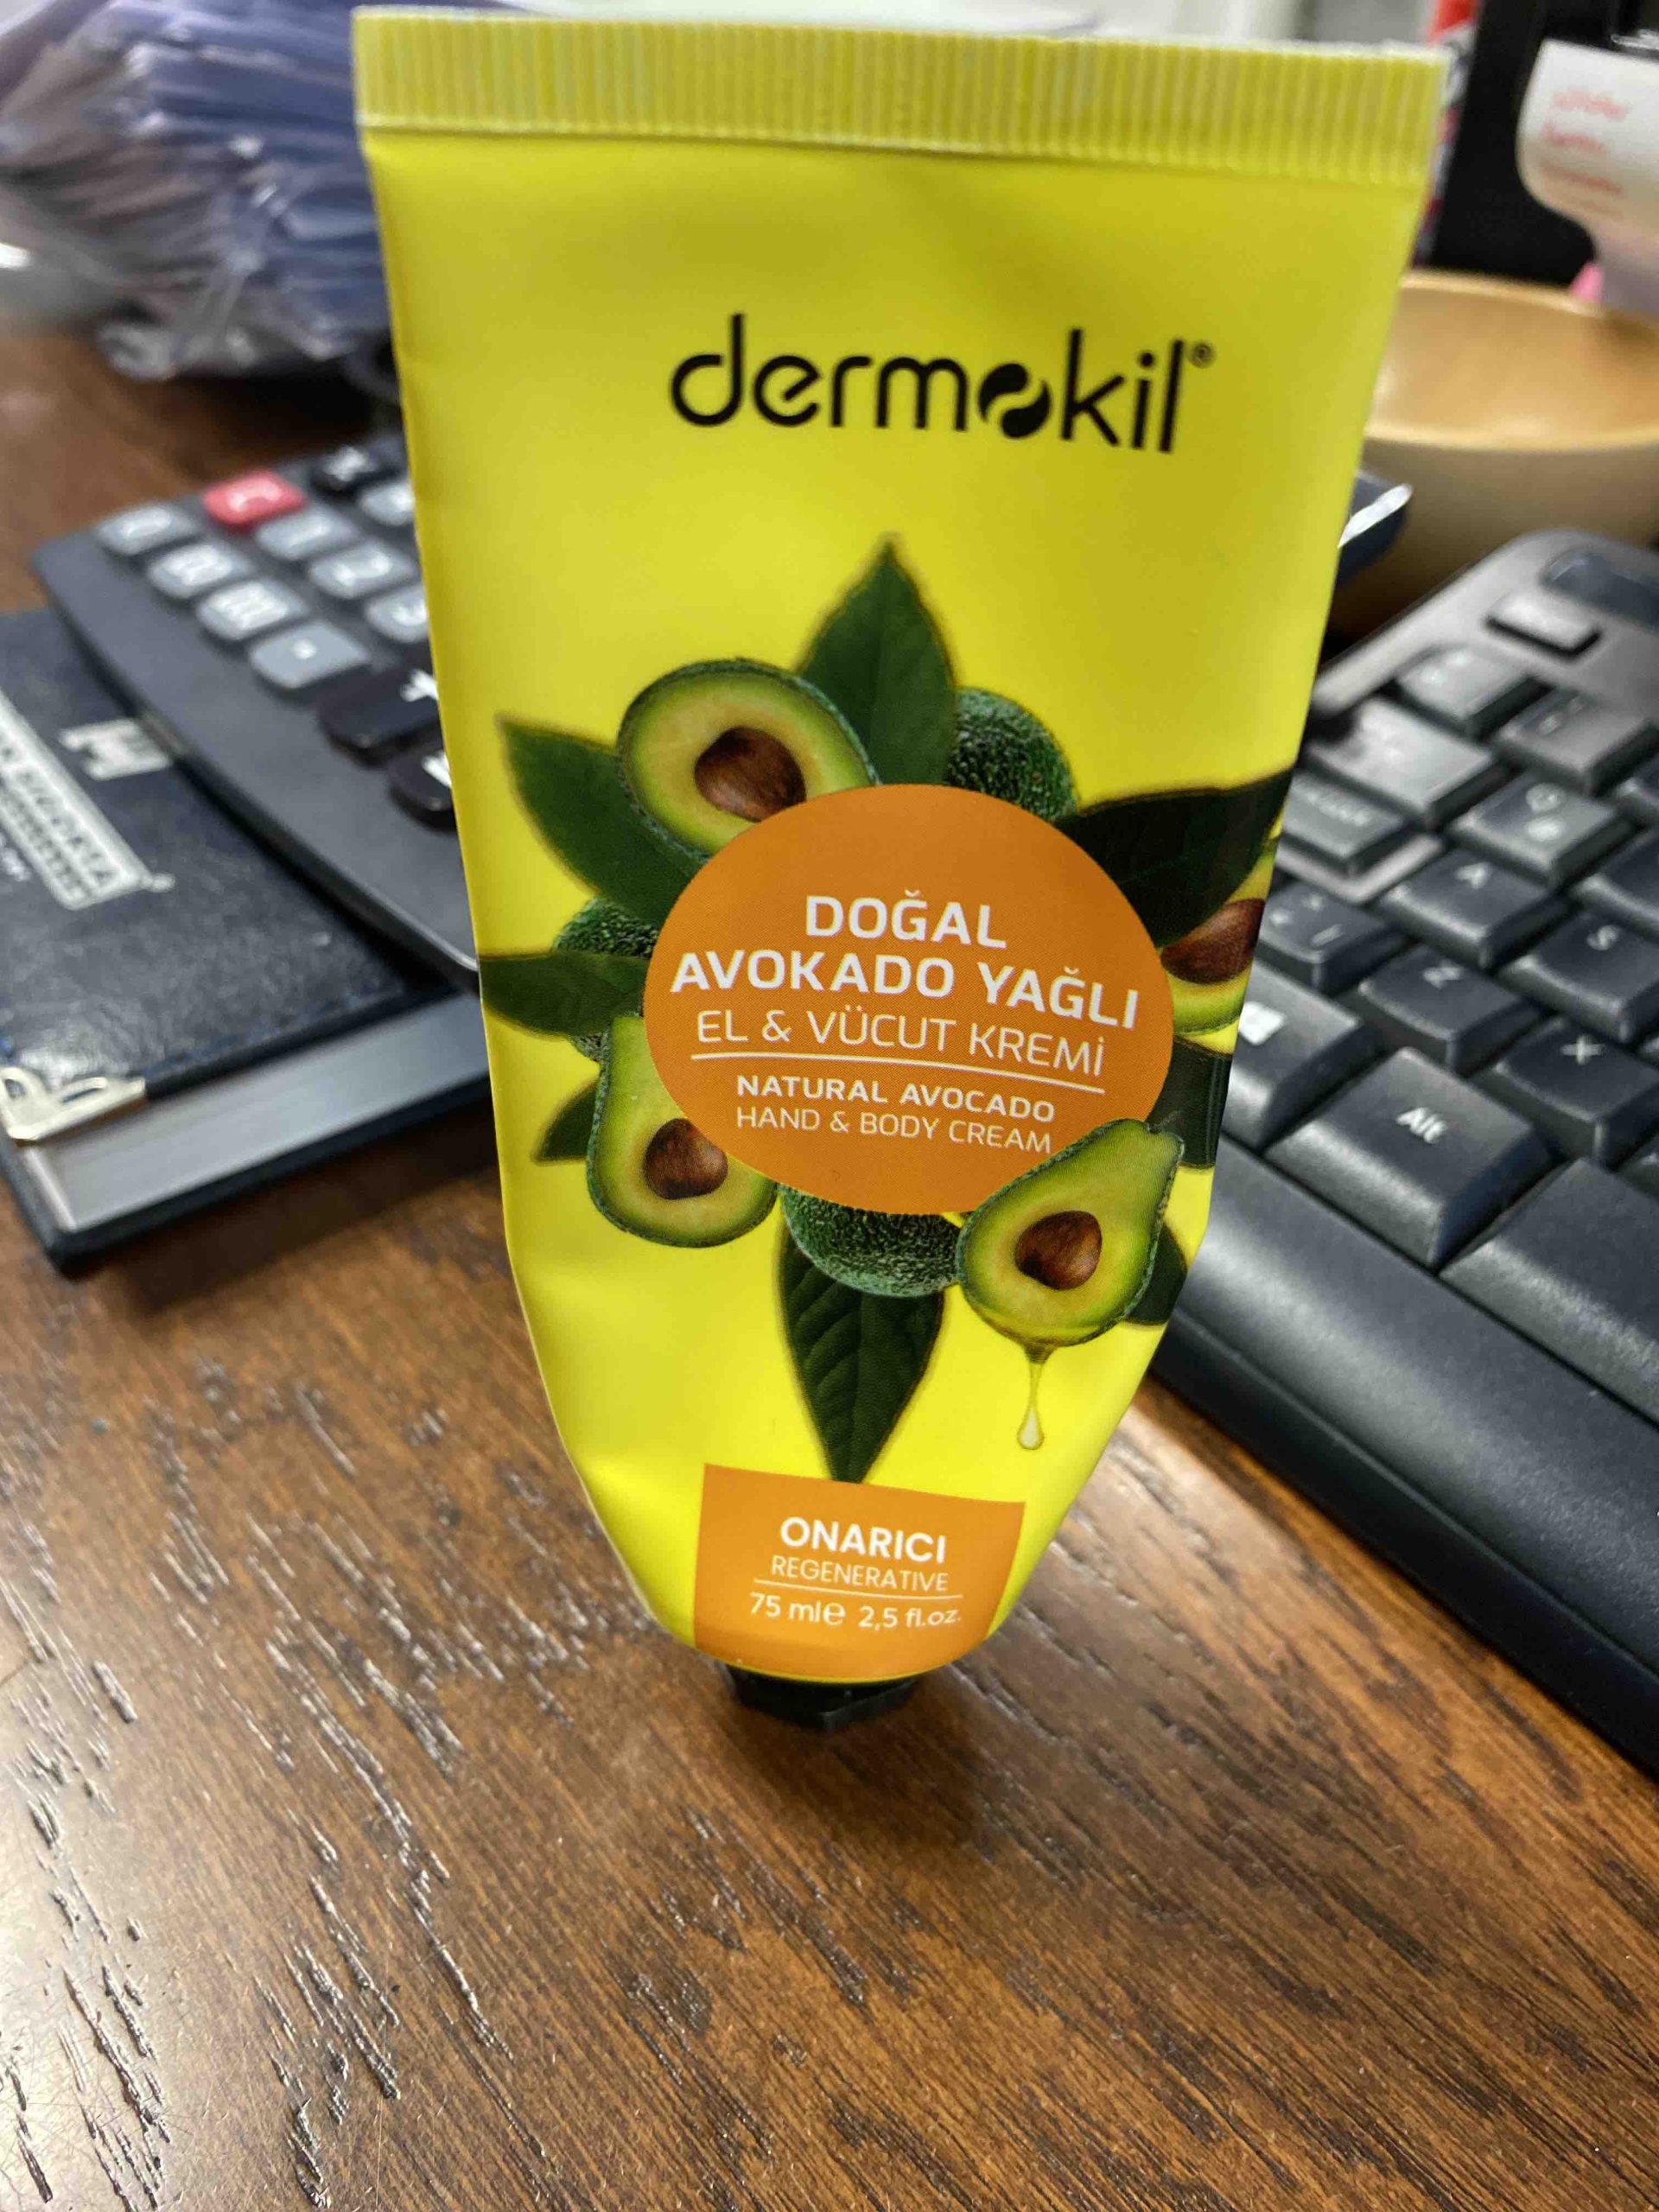 dermokil®
DOĞAL
AVOKADO YAĞLI
EL & VÜCUT KREMİ
NATURAL AVOCADO
HAND & BODY CREAM
ONARICI
REGENERATIVE
75 ml℮ 2,5 fl.oz.
A
S
Z
X
Alt